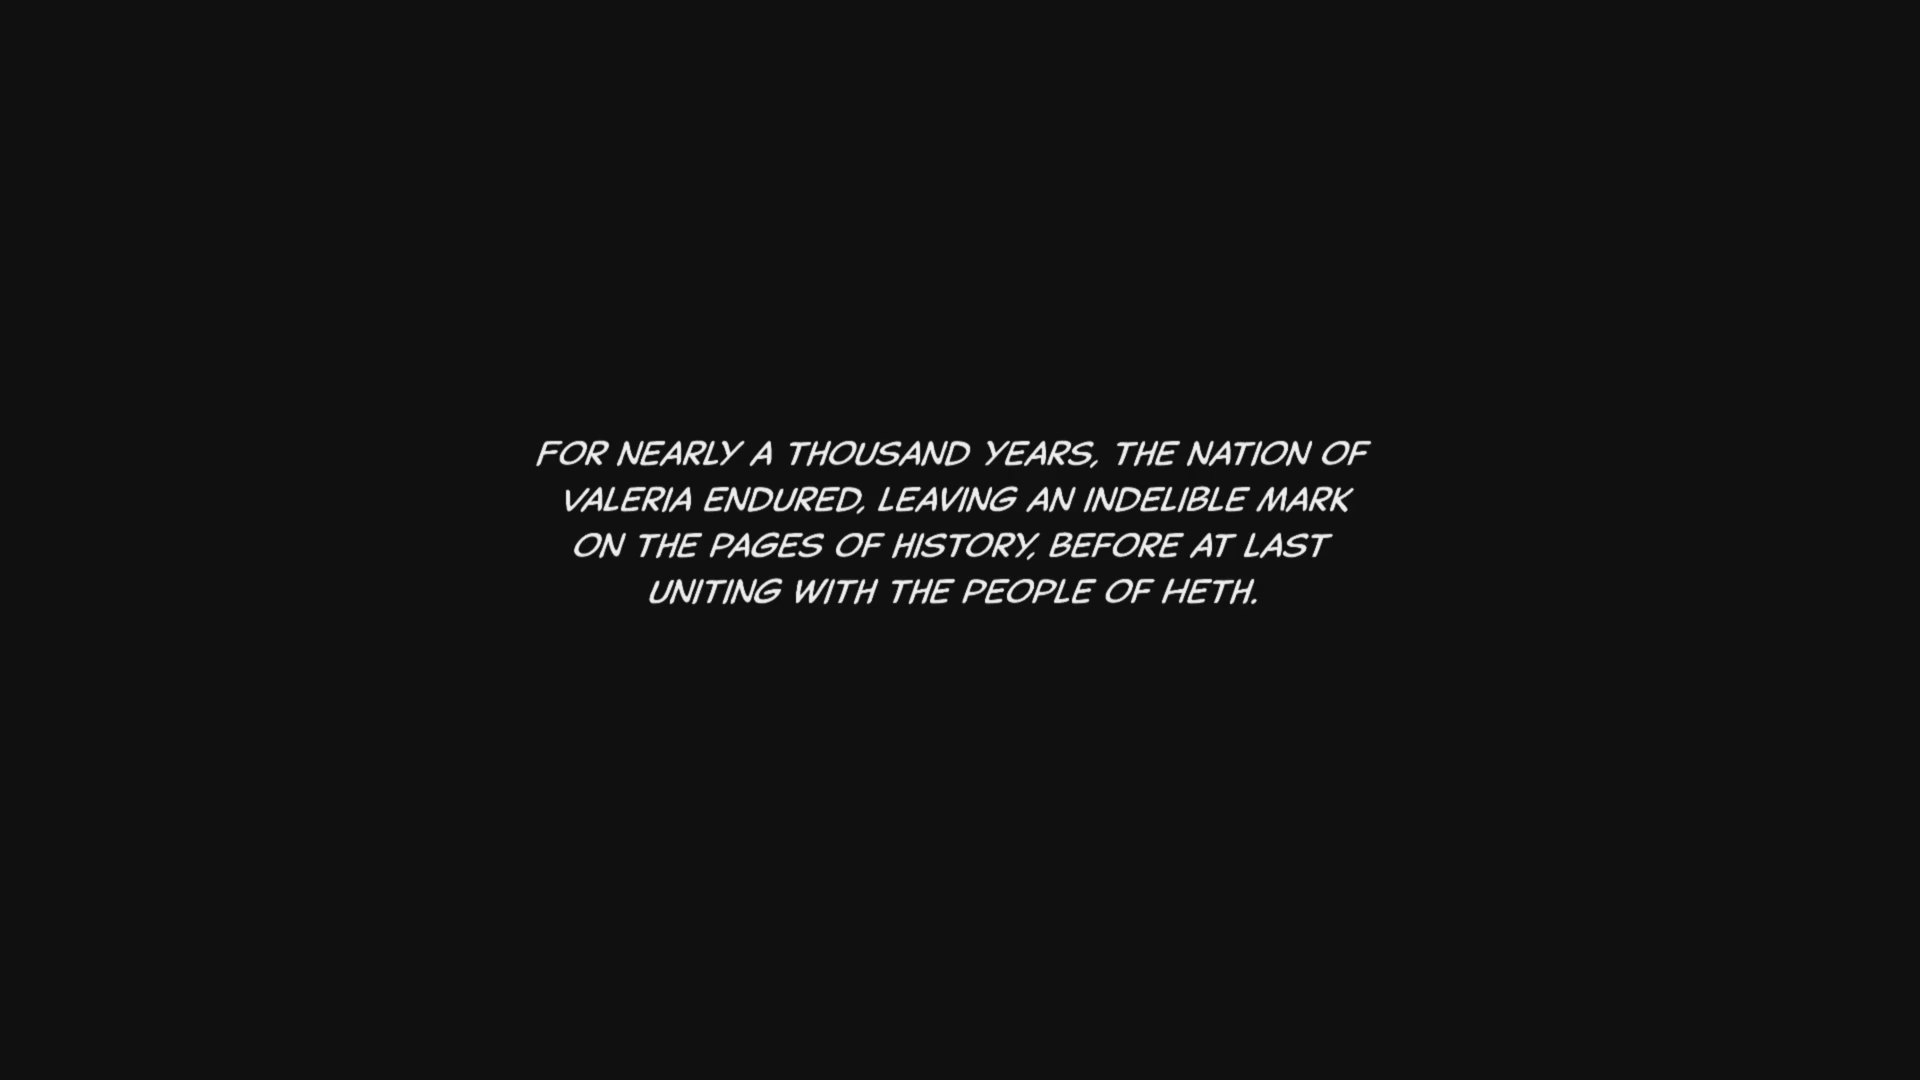 FOR NEARLY A THOUSAND YEARS, THE NATION OF
VALERIA ENDURED, LEAVING AN INDELIBLE MARK
ON THE PAGES OF HISTORY, BEFORE AT LAST
UNITING WITH THE PEOPLE OF HETH.